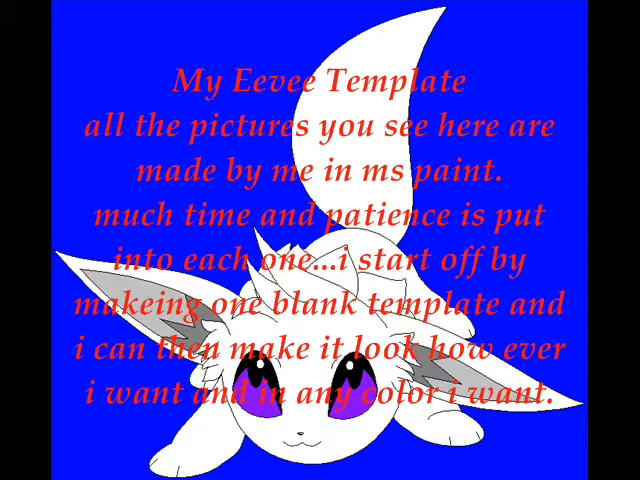 My Eevee Template
all the pictures you see here are
made by me in ms paint.
much time and patience is put
into each one...i start off by
makeing one blank template and
i can then make it look how ever
i want and in any color i want.